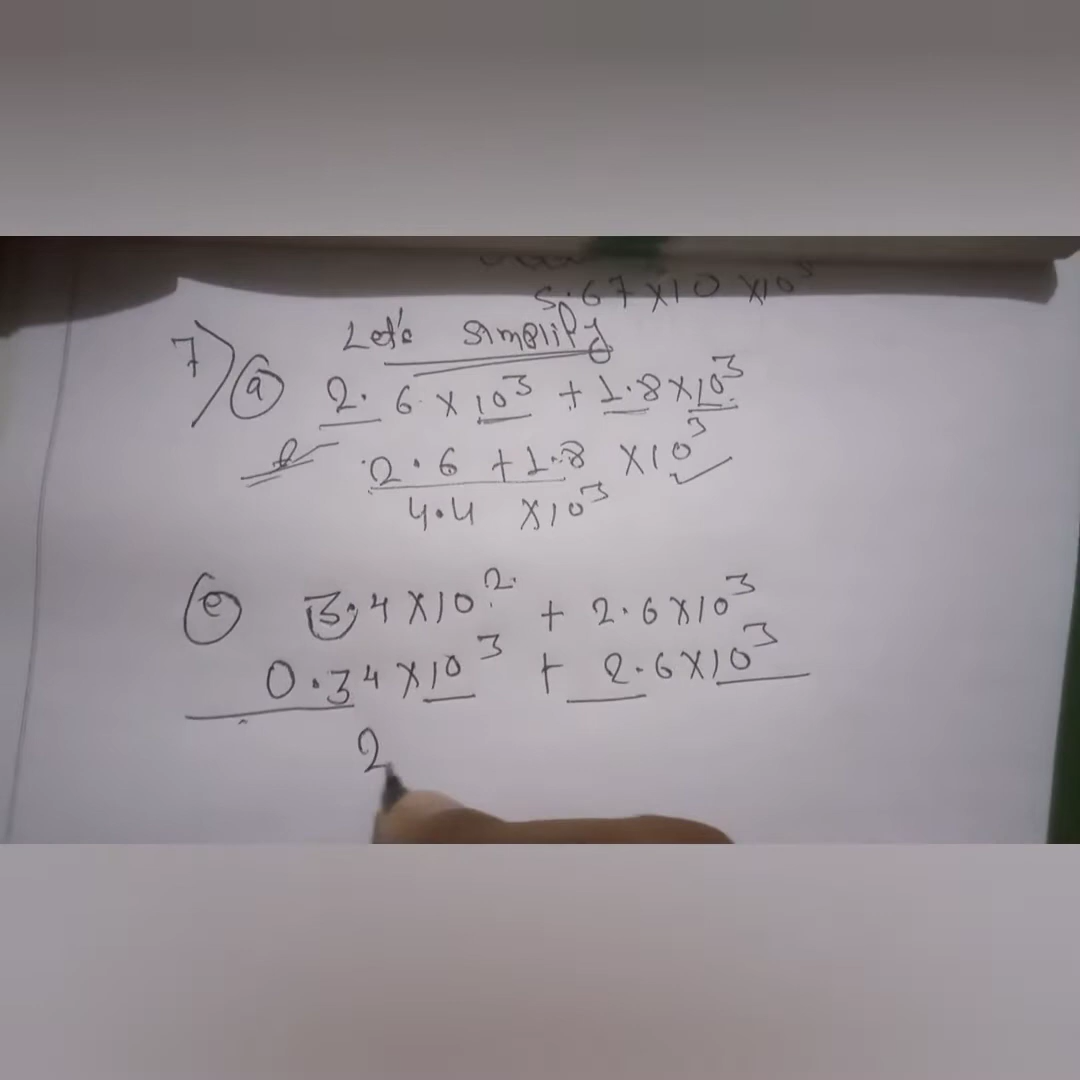 5.67 × 10 × 10³
Let's simplify
7) (a) 2.6 × 10³ + 1.8 × 10³
2.6 + 1.8 × 10³
4.4 × 10³
(e) 3.4 × 10² + 2.6 × 10³
0.34 × 10³ + 2.6 × 10³
2